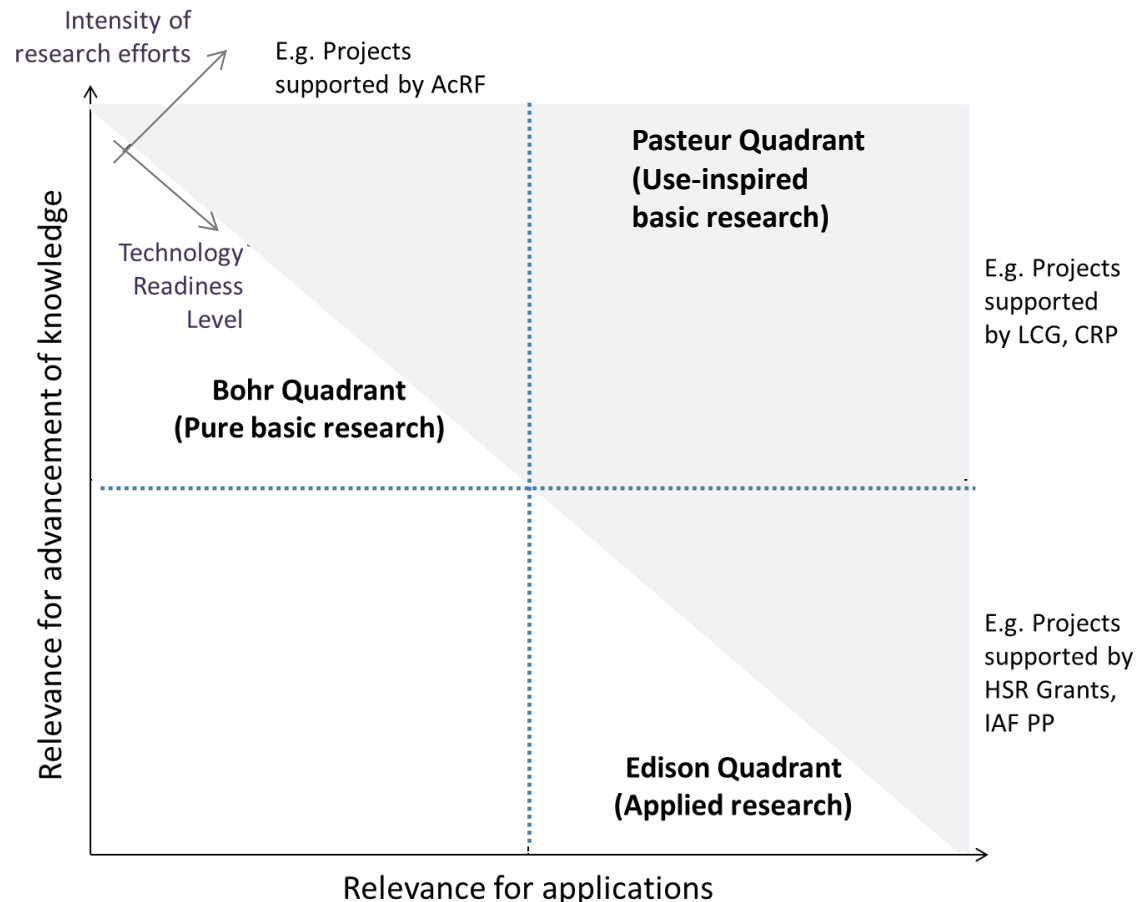 Intensity of
research efforts
E.g. Projects
supported by AcRF
Pasteur Quadrant
(Use-inspired
basic research)
Technology
Readiness
Level
E.g. Projects
supported
by LCG, CRP
Bohr Quadrant
(Pure basic research)
Relevance for advancement of knowledge
E.g. Projects
supported by
HSR Grants,
IAF PP
Edison Quadrant
(Applied research)
Relevance for applications